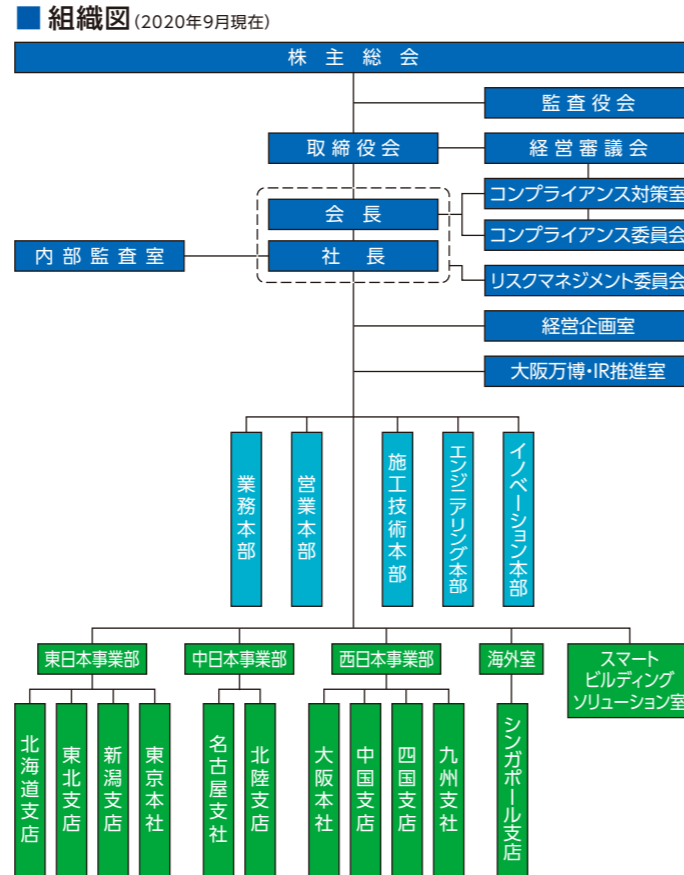 ■ 組織図(2020年9月現在)
株主総会
監査役会
取締役会
経営審議会
会長
コンプライアンス対策室
コンプライアンス委員会
内部監査室
社長
リスクマネジメント委員会
経営企画室
大阪万博・IR推進室
業務本部
営業本部
施工技術本部
エンジニアリング本部
イノベーション本部
東日本事業部
中日本事業部
西日本事業部
海外室
スマート
ビルディング
ソリューション室
北海道支店
東北支店
新潟支店
東京本社
名古屋支社
北陸支店
大阪本社
中国支店
四国支店
九州支社
シンガポール支店